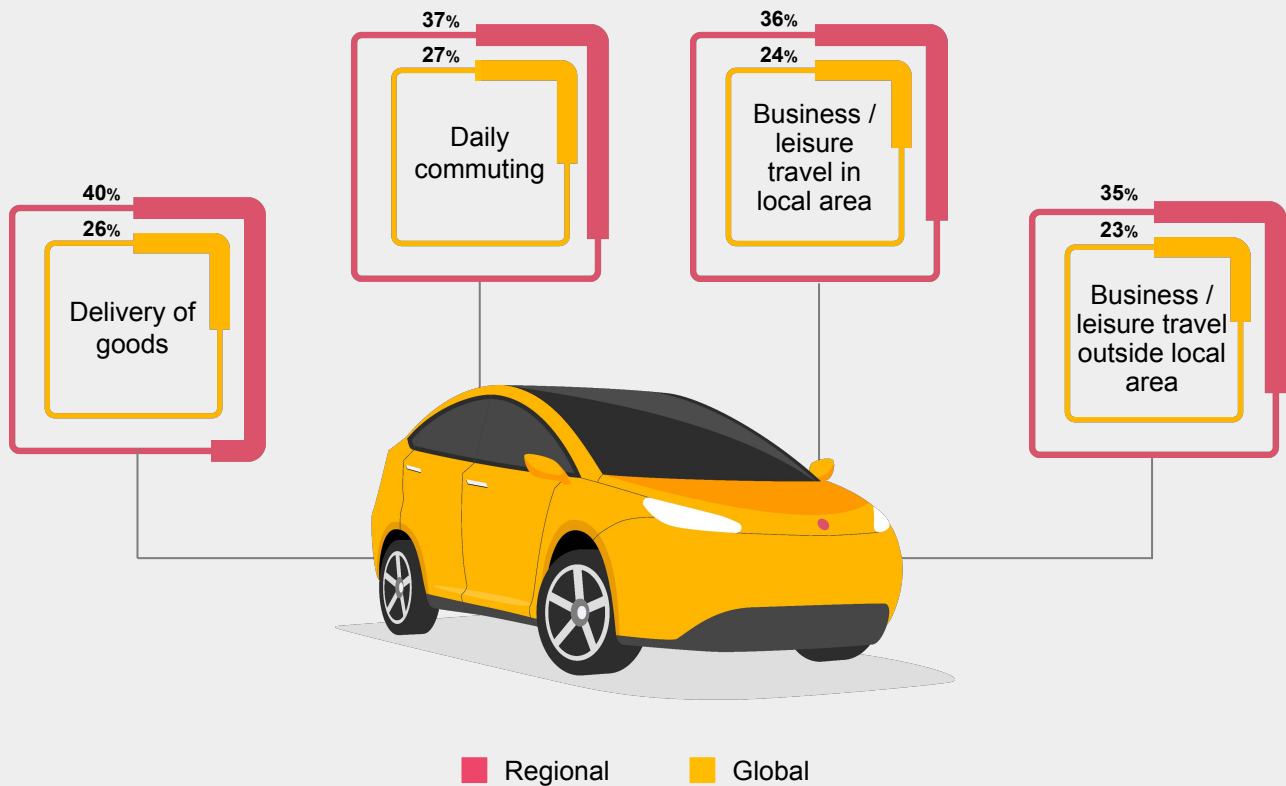 40%
26%
Delivery of
goods
37%
27%
Daily
commuting
36%
24%
Business /
leisure
travel in
local area
35%
23%
Business /
leisure travel
outside local
area
Regional
Global